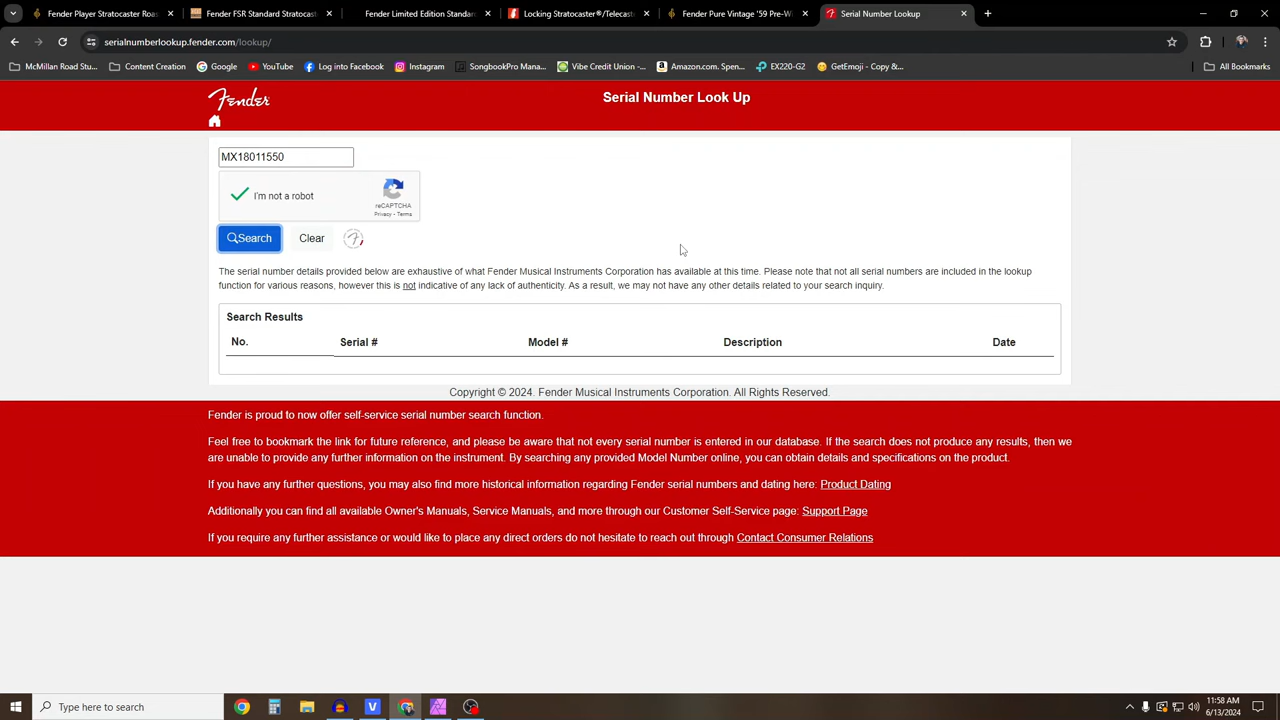 Fender Player Stratocaster Roas
Fender FSR Standard Stratocast
Fender Limited Edition Standar
Locking Stratocaster®/Telecast
Fender Pure Vintage '59 Pre-Wi
Serial Number Lookup
serialnumberlookup.fender.com/lookup/
McMillan Road Stu...
Content Creation
Google
YouTube
Log into Facebook
Instagram
SongbookPro Mana...
Vibe Credit Union -...
Amazon.com. Spen...
EX220-G2
GetEmoji - Copy &...
All Bookmarks
Fender
Serial Number Look Up
MX18011550
I'm not a robot
reCAPTCHA
Privacy - Terms
Search
Clear
The serial number details provided below are exhaustive of what Fender Musical Instruments Corporation has available at this time. Please note that not all serial numbers are included in the lookup
function for various reasons, however this is not indicative of any lack of authenticity. As a result, we may not have any other details related to your search inquiry.
Search Results
No. Serial # Model # Description Date
Copyright © 2024. Fender Musical Instruments Corporation. All Rights Reserved.
Fender is proud to now offer self-service serial number search function.
Feel free to bookmark the link for future reference, and please be aware that not every serial number is entered in our database. If the search does not produce any results, then we
are unable to provide any further information on the instrument. By searching any provided Model Number online, you can obtain details and specifications on the product.
If you have any further questions, you may also find more historical information regarding Fender serial numbers and dating here: Product Dating
Additionally you can find all available Owner's Manuals, Service Manuals, and more through our Customer Self-Service page: Support Page
If you require any further assistance or would like to place any direct orders do not hesitate to reach out through Contact Consumer Relations
Type here to search
11:58 AM
6/13/2024